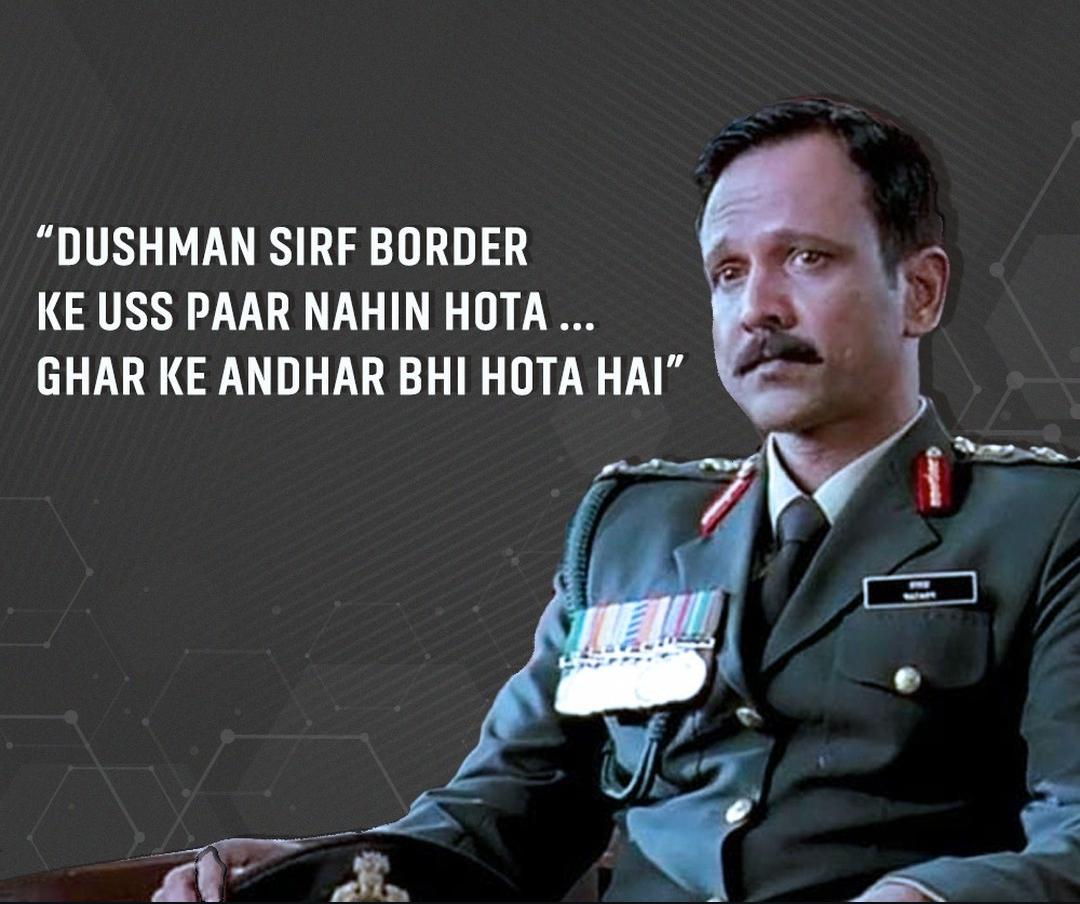 “DUSHMAN SIRF BORDER
KE USS PAAR NAHIN HOTA ...
GHAR KE ANDHAR BHI HOTA HAI”